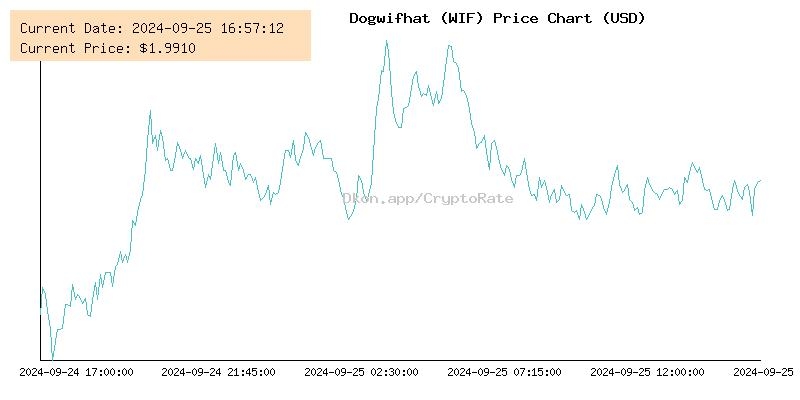 Dogwifhat (WIF) Price Chart (USD)
Current Date: 2024-09-25 16:57:12
Current Price: $1.9910
Dkon.app/CryptoRate
2024-09-24 17:00:00 2024-09-24 21:45:00 2024-09-25 02:30:00 2024-09-25 07:15:00 2024-09-25 12:00:00 2024-09-25